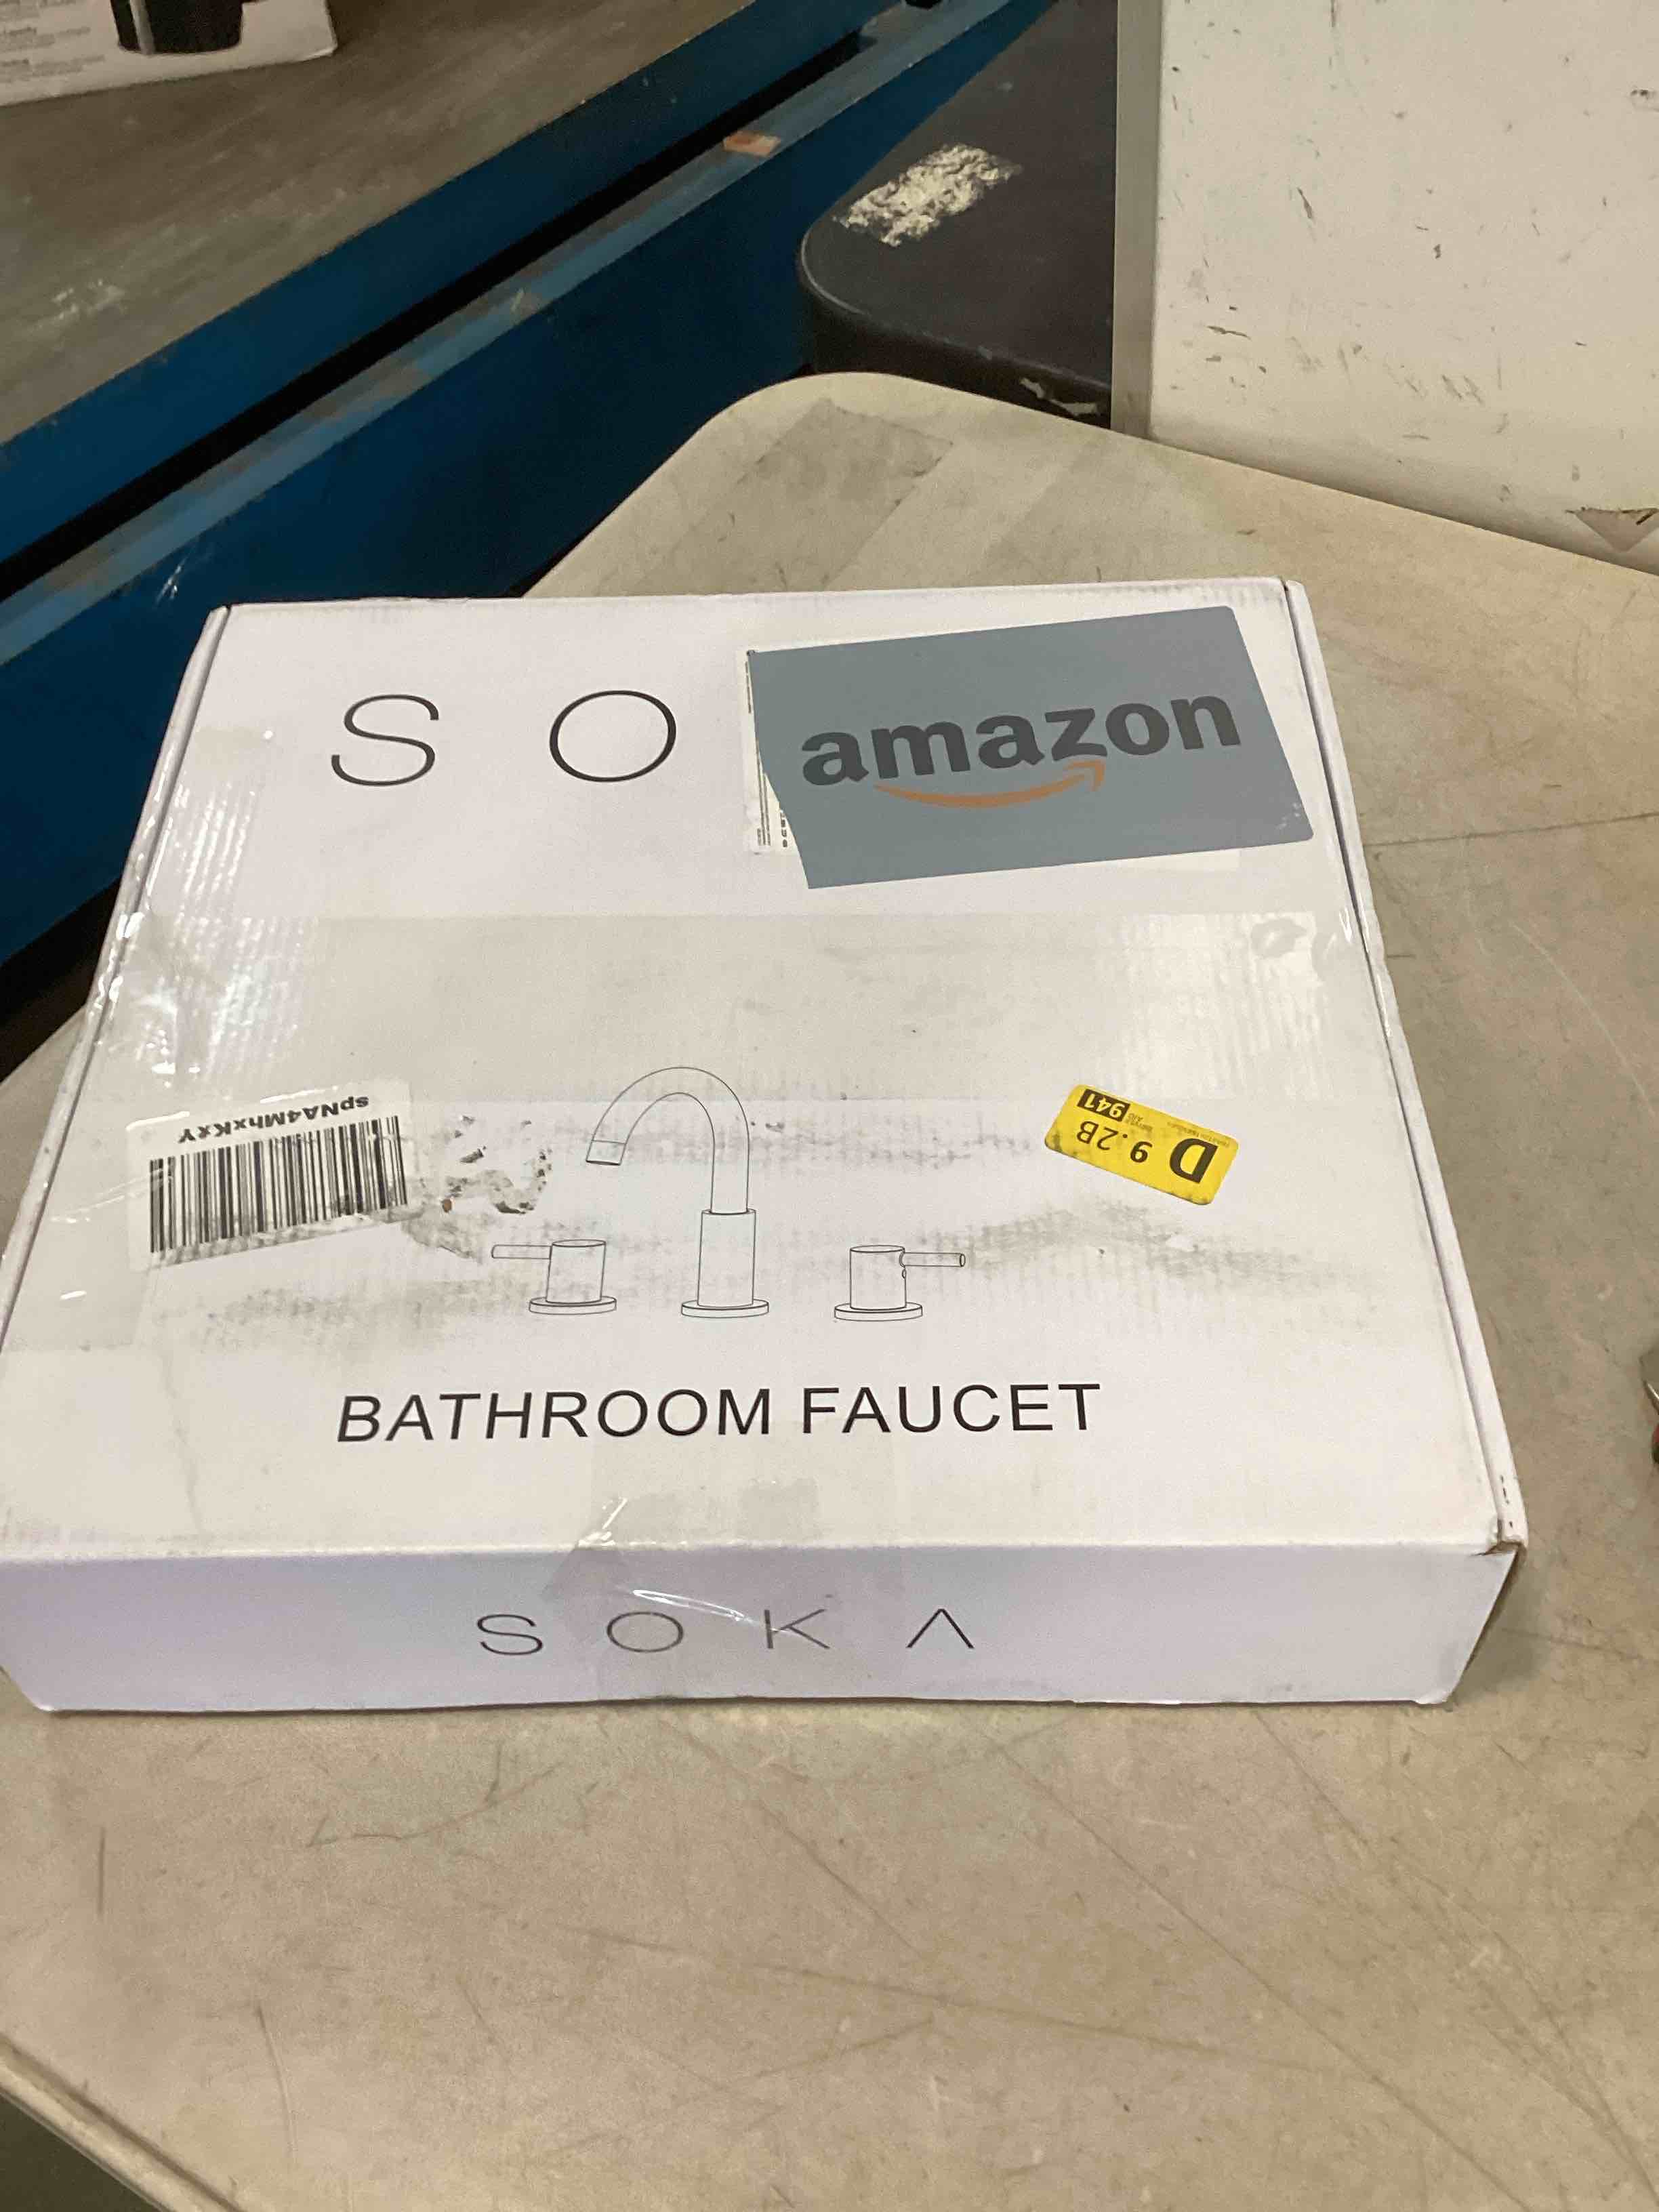 S O
amazon
spNA4MhxKxY
941
D 9.2B
BATHROOM FAUCET
S O K Λ